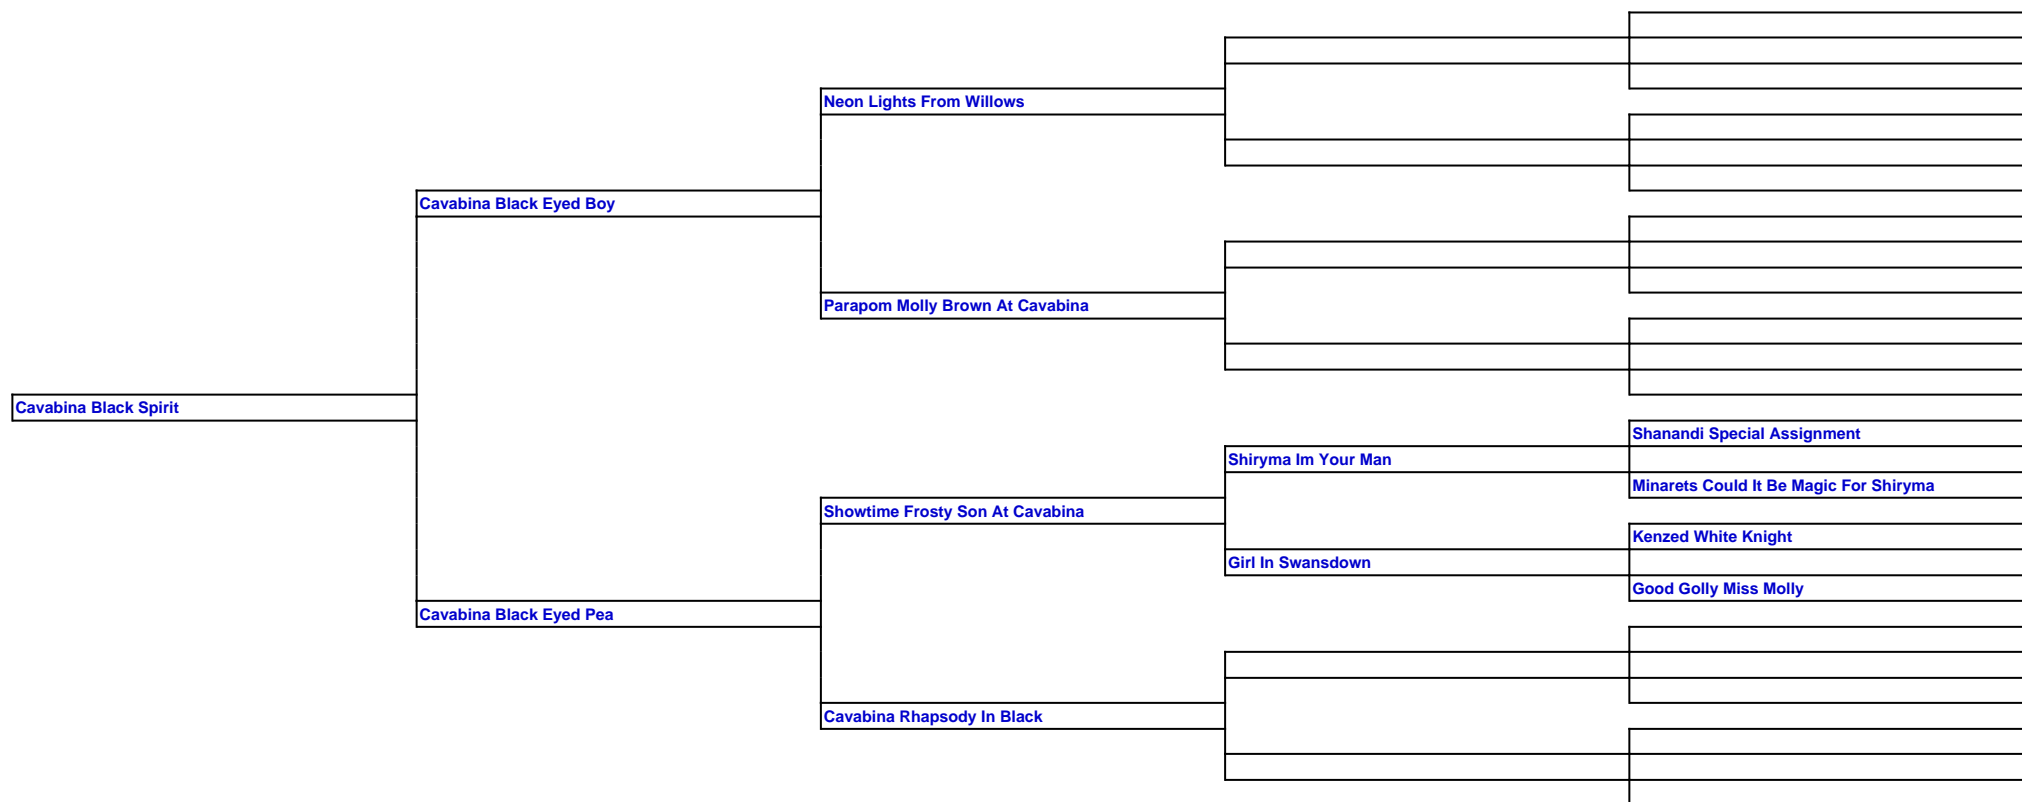 Neon Lights From Willows
Cavabina Black Eyed Boy
Parapom Molly Brown At Cavabina
Cavabina Black Spirit
Shanandi Special Assignment
Shiryma Im Your Man
Minarets Could It Be Magic For Shiryma
Showtime Frosty Son At Cavabina
Kenzed White Knight
Girl In Swansdown
Good Golly Miss Molly
Cavabina Black Eyed Pea
Cavabina Rhapsody In Black